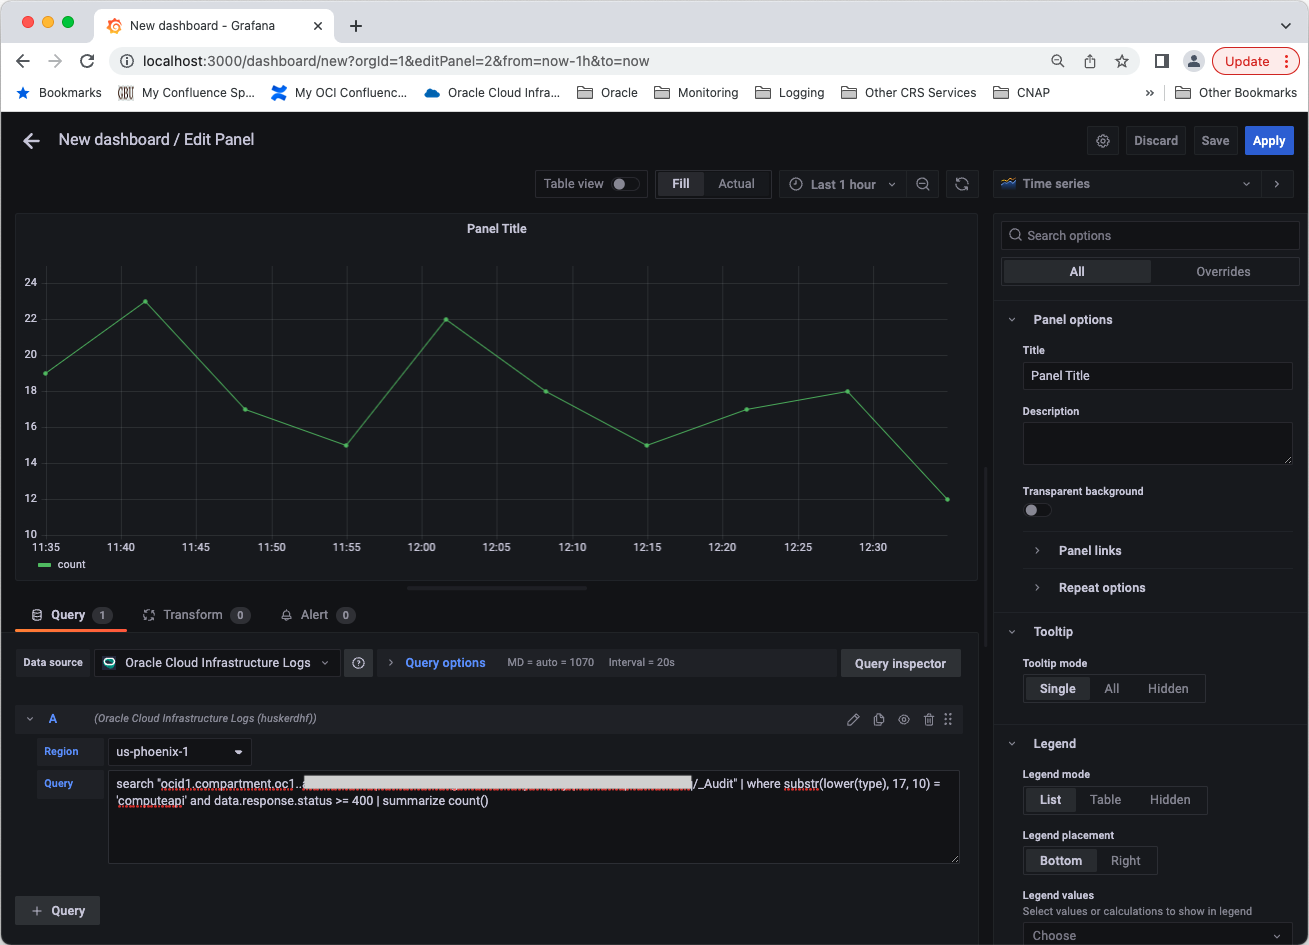 New dashboard - Grafana
localhost:3000/dashboard/new?orgId=1&editPanel=2&from=now-1h&to=now
Update
Bookmarks
My Confluence Sp...
My OCI Confluenc...
Oracle Cloud Infra...
Oracle
Monitoring
Logging
Other CRS Services
CNAP
»
Other Bookmarks
New dashboard / Edit Panel
Discard
Save
Apply
Table view
Fill
Actual
Last 1 hour
Time series
Panel Title
24
22
20
18
16
14
12
10
11:35
11:40
11:45
11:50
11:55
12:00
12:05
12:10
12:15
12:20
12:25
12:30
count
Query 1
Transform 0
Alert 0
Data source
Oracle Cloud Infrastructure Logs
Query options
MD = auto = 1070
Interval = 20s
Query inspector
A
(Oracle Cloud Infrastructure Logs (huskerdhf))
Region
us-phoenix-1
Query
search "ocid1.compartment.oc1.. /_Audit" | where substr(lower(type), 17, 10) =
'computeapi' and data.response.status >= 400 | summarize count()
+ Query
Search options
All
Overrides
Panel options
Title
Panel Title
Description
Transparent background
Panel links
Repeat options
Tooltip
Tooltip mode
Single
All
Hidden
Legend
Legend mode
List
Table
Hidden
Legend placement
Bottom
Right
Legend values
Select values or calculations to show in legend
Choose